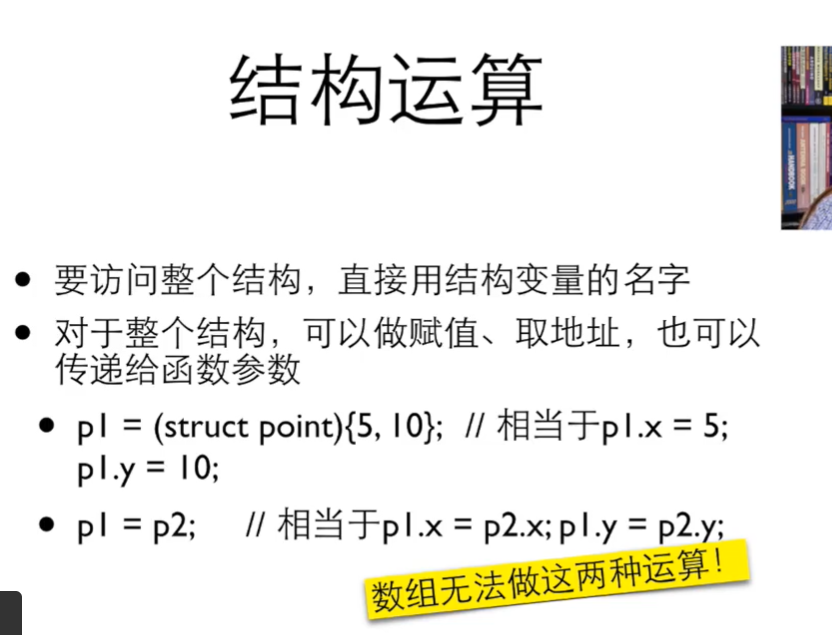 结构运算
要访问整个结构，直接用结构变量的名字
对于整个结构，可以做赋值、取地址，也可以
传递给函数参数
p1 = (struct point){5, 10};  // 相当于p1.x = 5;
p1.y = 10;
p1 = p2;     // 相当于p1.x = p2.x; p1.y = p2.y;
数组无法做这两种运算！